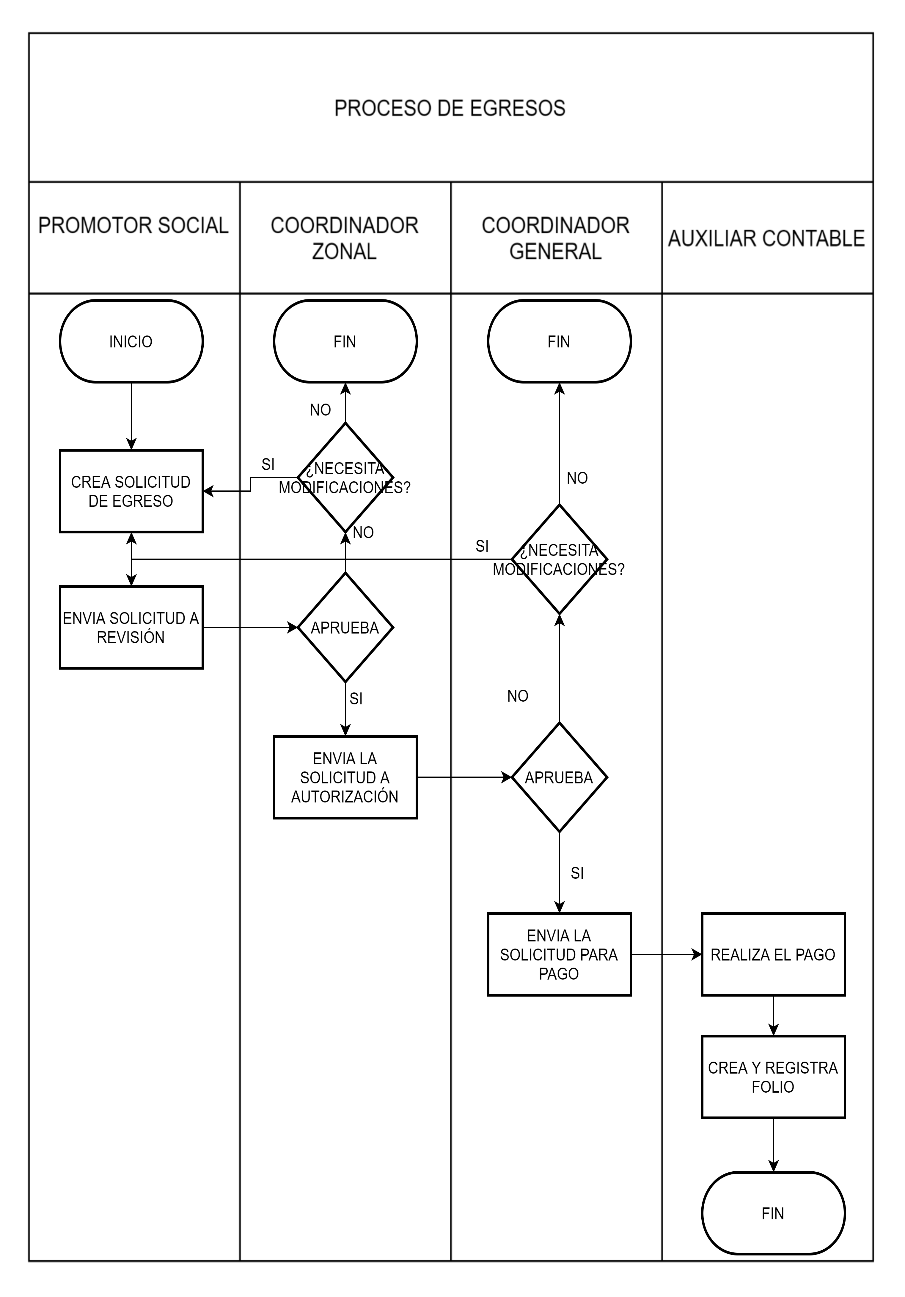 PROCESO DE EGRESOS
PROMOTOR SOCIAL
COORDINADOR
ZONAL
COORDINADOR
GENERAL
AUXILIAR CONTABLE
INICIO
FIN
FIN
NO
SI
¿NECESITA
MODIFICACIONES?
CREA SOLICITUD
DE EGRESO
NO
NO
SI
¿NECESITA
MODIFICACIONES?
ENVIA SOLICITUD A
REVISIÓN
APRUEBA
SI
NO
ENVIA LA
SOLICITUD A
AUTORIZACIÓN
APRUEBA
SI
ENVIA LA
SOLICITUD PARA
PAGO
REALIZA EL PAGO
CREA Y REGISTRA
FOLIO
FIN